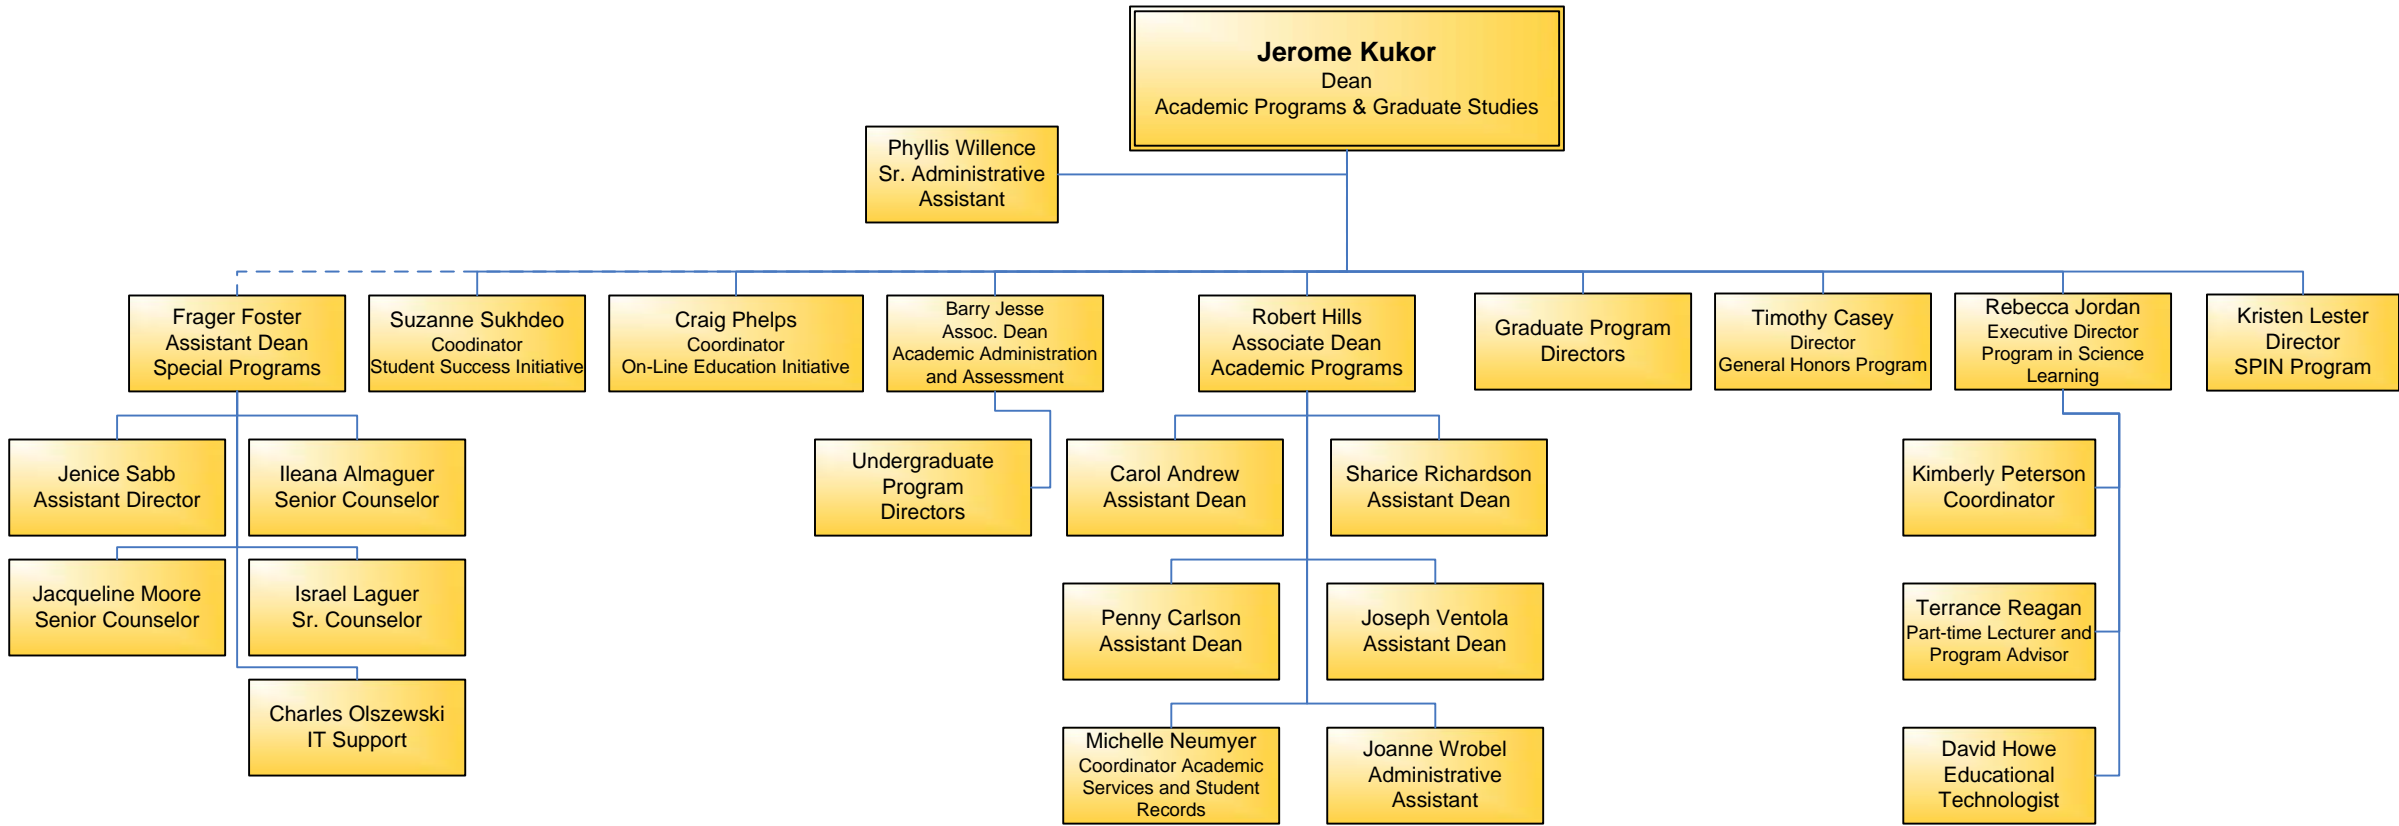 Jerome Kukor
Dean
Academic Programs & Graduate Studies
Phyllis Willence
Sr. Administrative
Assistant
Frager Foster
Assistant Dean
Special Programs
Suzanne Sukhdeo
Coodinator
Student Success Initiative
Craig Phelps
Coordinator
On-Line Education Initiative
Barry Jesse
Assoc. Dean
Academic Administration
and Assessment
Robert Hills
Associate Dean
Academic Programs
Graduate Program
Directors
Timothy Casey
Director
General Honors Program
Rebecca Jordan
Executive Director
Program in Science
Learning
Kristen Lester
Director
SPIN Program
Jenice Sabb
Assistant Director
Ileana Almaguer
Senior Counselor
Undergraduate
Program
Directors
Carol Andrew
Assistant Dean
Sharice Richardson
Assistant Dean
Kimberly Peterson
Coordinator
Jacqueline Moore
Senior Counselor
Israel Laguer
Sr. Counselor
Penny Carlson
Assistant Dean
Joseph Ventola
Assistant Dean
Terrance Reagan
Part-time Lecturer and
Program Advisor
Charles Olszewski
IT Support
Michelle Neumyer
Coordinator Academic
Services and Student
Records
Joanne Wrobel
Administrative
Assistant
David Howe
Educational
Technologist